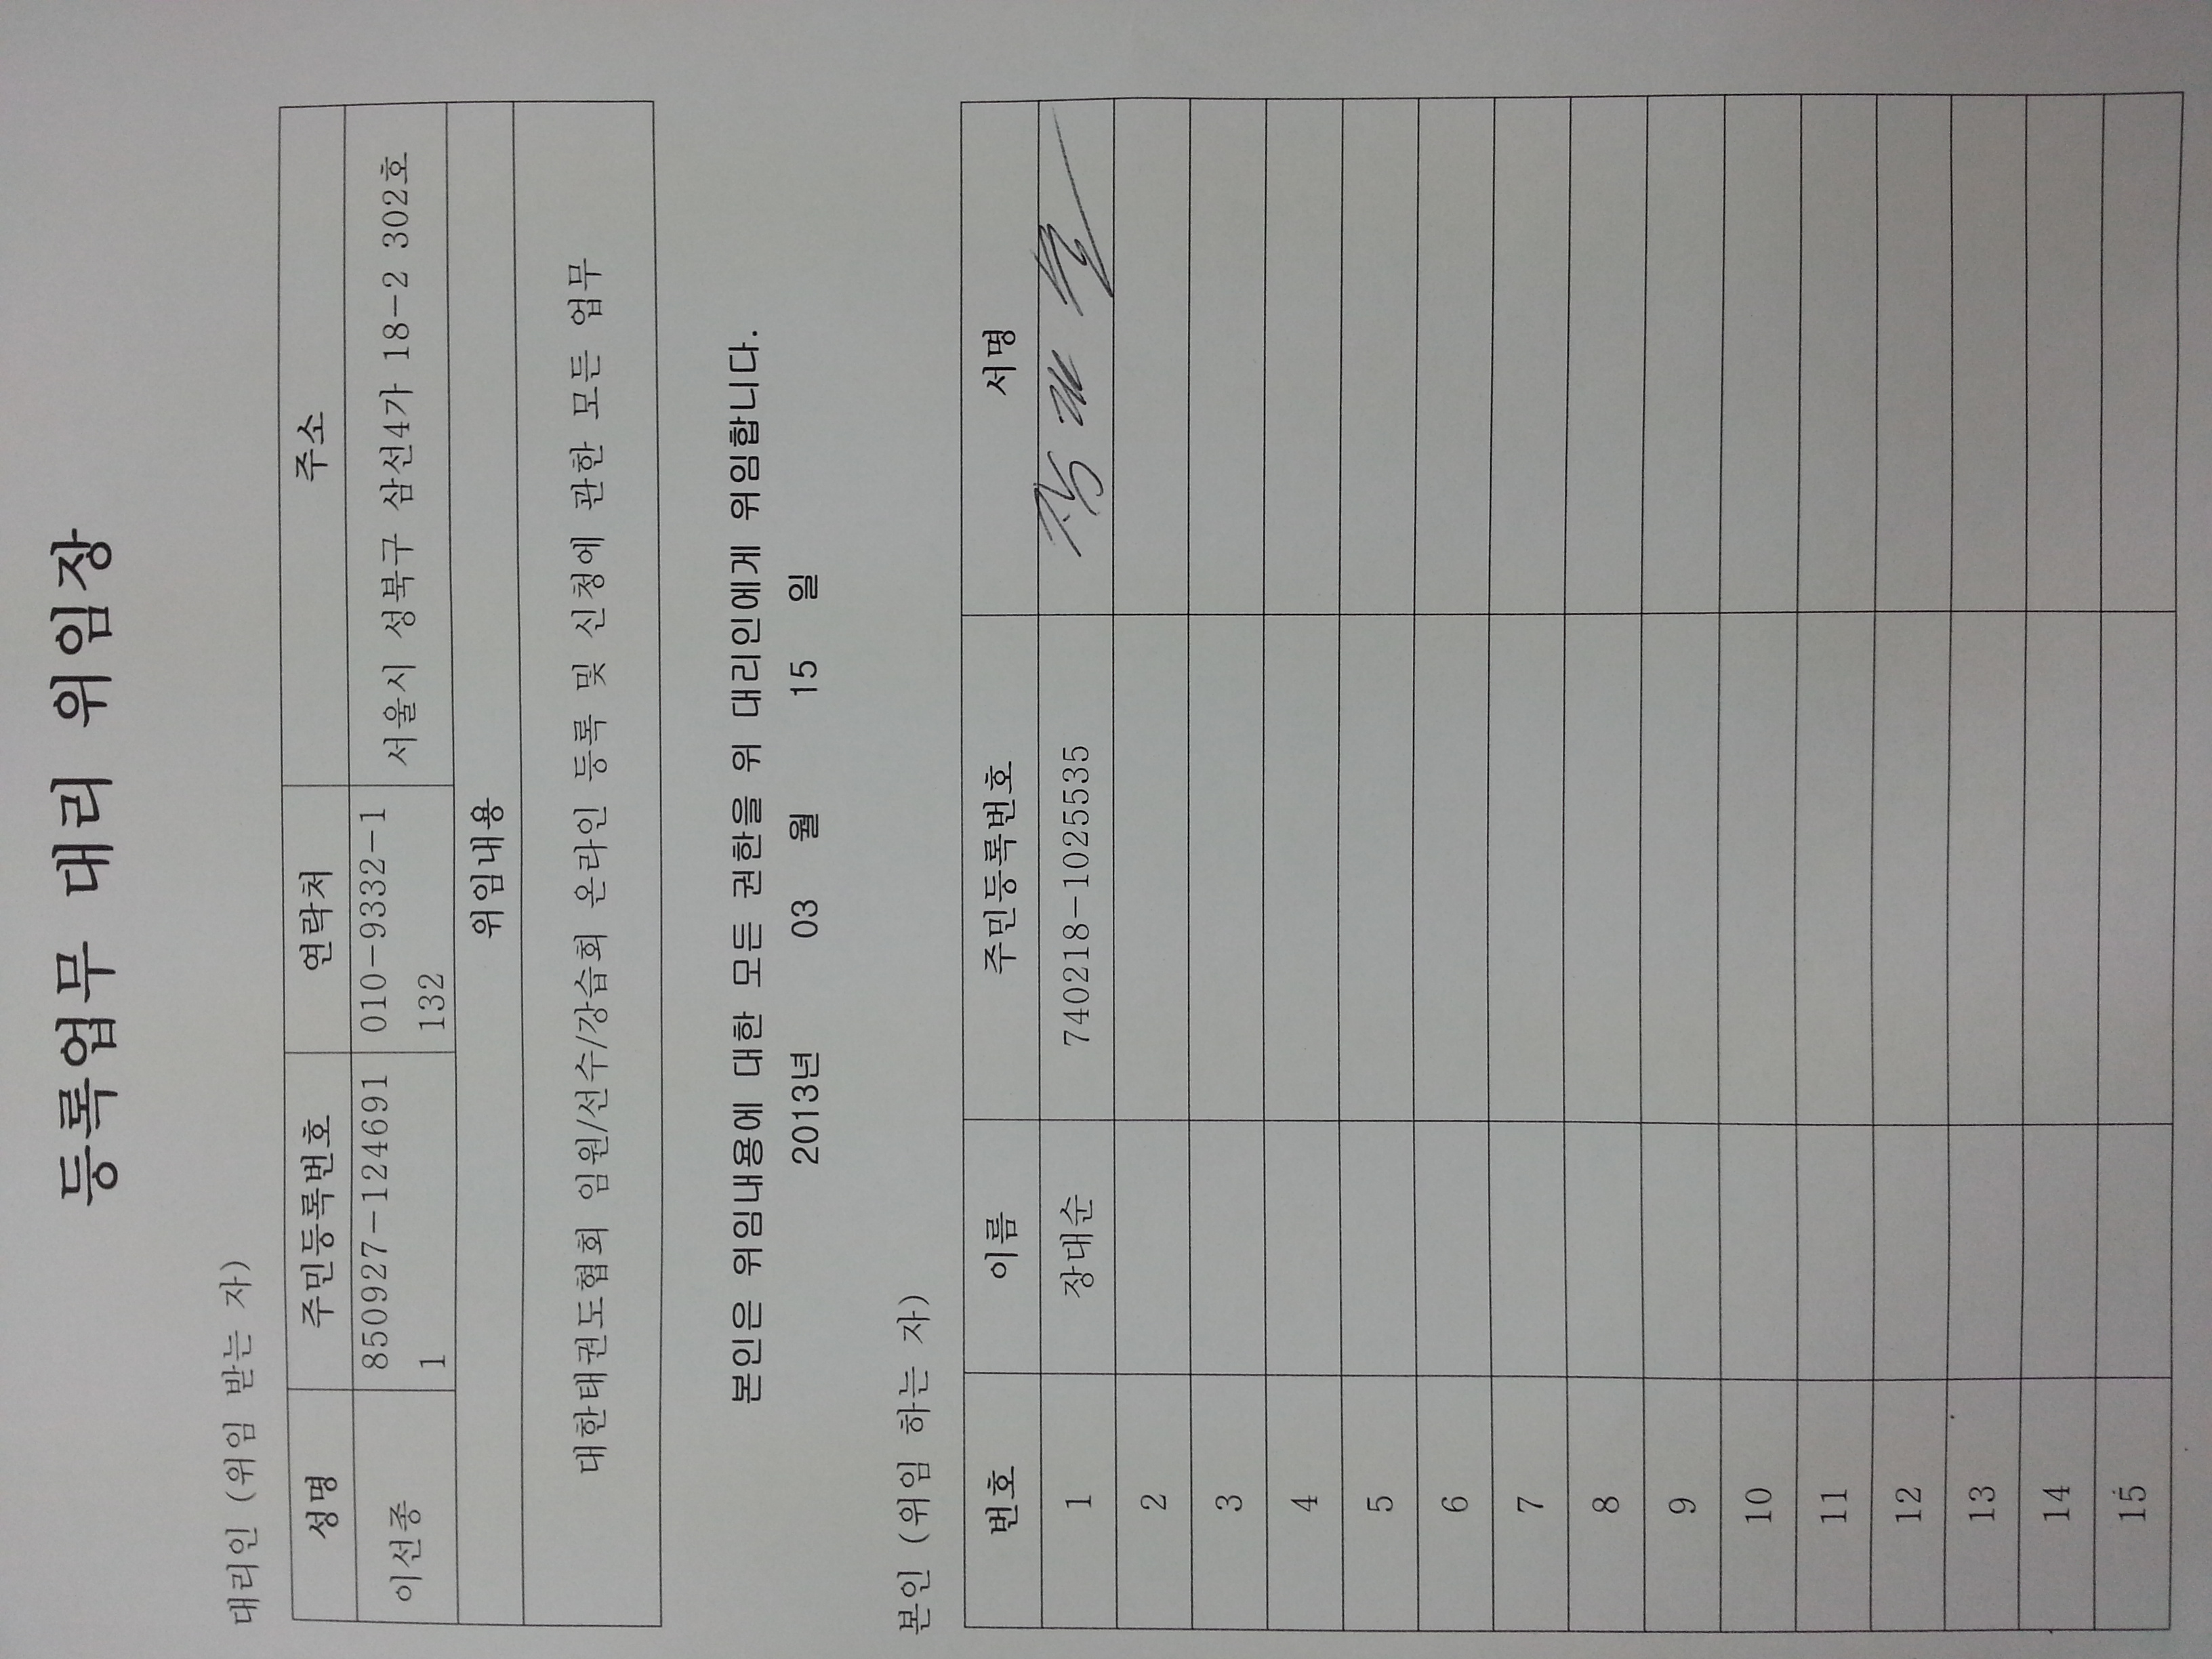 등록업무 대리 위임장
대리인 (위임 받는 자)
성명 주민등록번호 연락처 주소
이선종 850927-124691 010-9332-1 서울시 성북구 삼선4가 18-2 302호
1 132
위임내용
대한태권도협회 임원/선수/강습회 온라인 등록 및 신청에 관한 모든 업무
본인은 위임내용에 대한 모든 권한을 위 대리인에게 위임합니다.
2013년 03 월 15 일
본인 (위임 하는 자)
번호 이름 주민등록번호 서명
1 장대순 740218-1025535 장대순
2
3
4
5
6
7
8
9
10
11
12
13
14
15